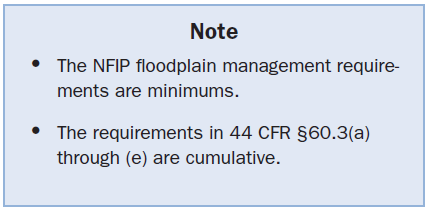 Note
• The NFIP floodplain management require-
ments are minimums.
• The requirements in 44 CFR §60.3(a)
through (e) are cumulative.